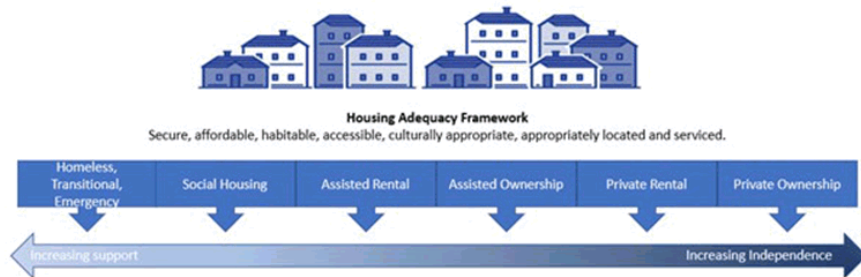 Housing Adequacy Framework
Secure, affordable, habitable, accessible, culturally appropriate, appropriately located and serviced.
Homeless,
Transitional,
Emergency
Social Housing
Assisted Rental
Assisted Ownership
Private Rental
Private Ownership
Increasing support
Increasing Independence